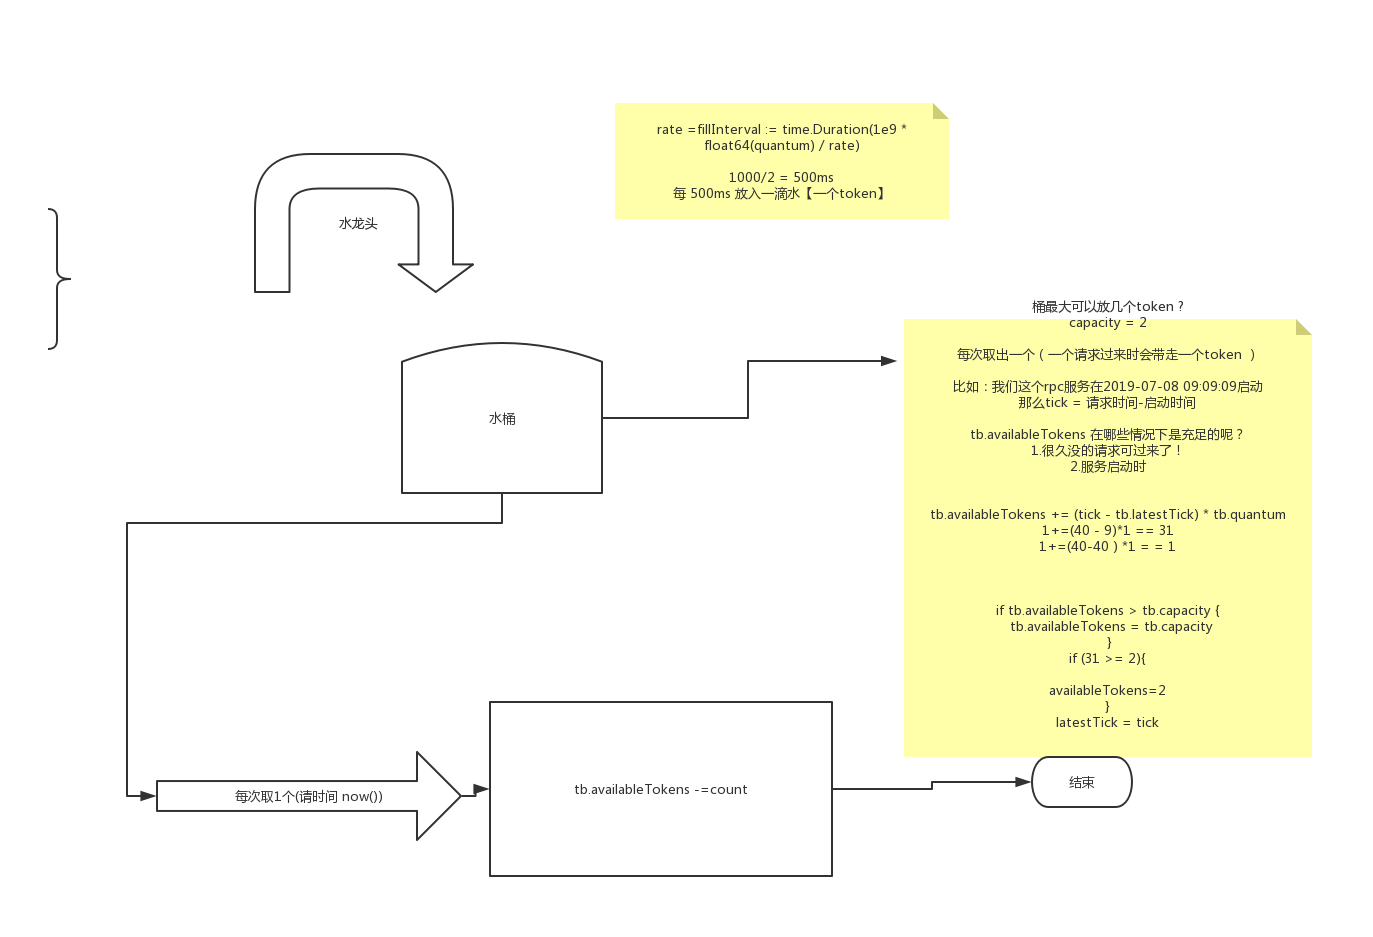 rate =fillInterval := time.Duration(1e9 *
float64(quantum) / rate)
1000/2 = 500ms
每 500ms 放入一滴水【一个token】
水龙头
桶最大可以放几个token？
capacity = 2
每次取出一个（一个请求过来时会带走一个token ）
比如：我们这个rpc服务在2019-07-08 09:09:09启动
那么tick = 请求时间-启动时间
tb.availableTokens 在哪些情况下是充足的呢？
1.很久没的请求可过来了！
2.服务启动时
tb.availableTokens += (tick - tb.latestTick) * tb.quantum
1+=(40 - 9)*1 == 31
1+=(40-40 ) *1 = = 1
if tb.availableTokens > tb.capacity {
tb.availableTokens = tb.capacity
}
if (31 >= 2){
availableTokens=2
}
latestTick = tick
水桶
每次取1个(请时间 now())
tb.availableTokens -=count
结束